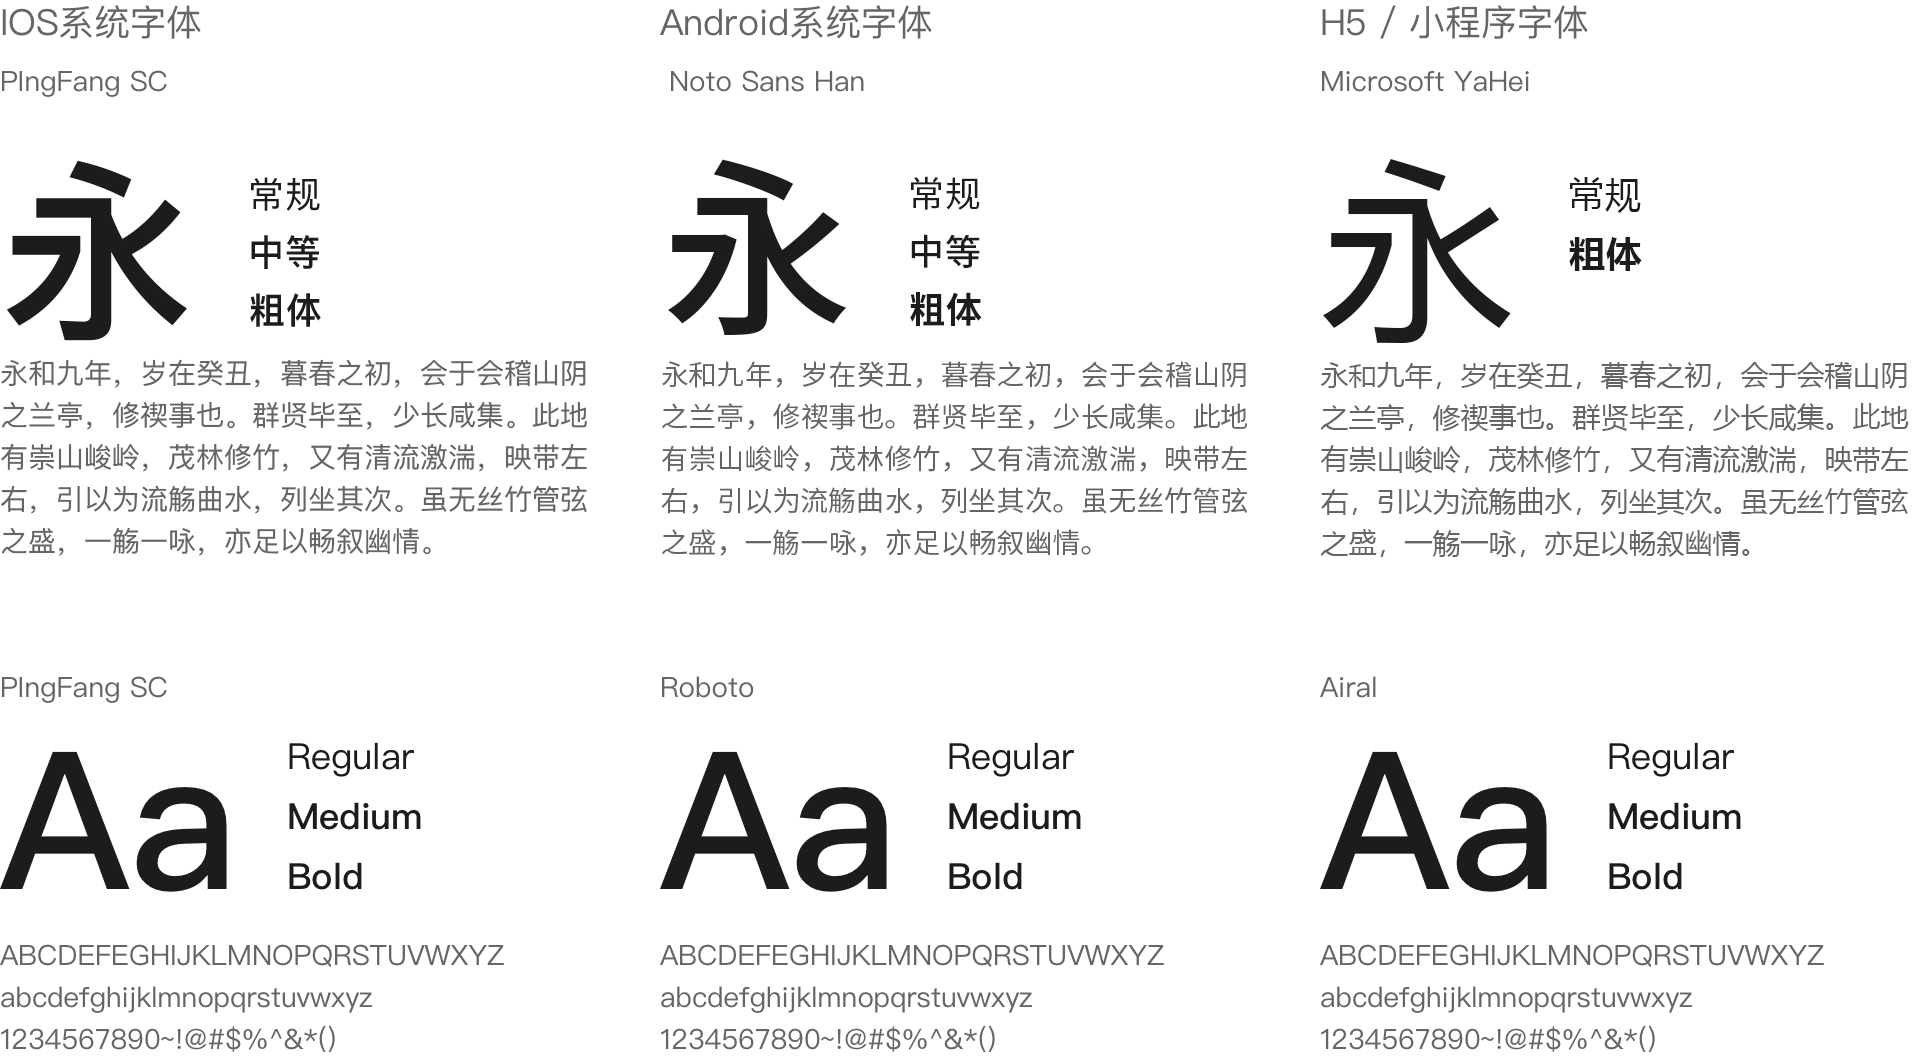 IOS系统字体
PIngFang SC
永
常规
中等
粗体
永和九年，岁在癸丑，暮春之初，会于会稽山阴
之兰亭，修禊事也。群贤毕至，少长咸集。此地
有崇山峻岭，茂林修竹，又有清流激湍，映带左
右，引以为流觞曲水，列坐其次。虽无丝竹管弦
之盛，一觞一咏，亦足以畅叙幽情。
Android系统字体
Noto Sans Han
永
常规
中等
粗体
永和九年，岁在癸丑，暮春之初，会于会稽山阴
之兰亭，修禊事也。群贤毕至，少长咸集。此地
有崇山峻岭，茂林修竹，又有清流激湍，映带左
右，引以为流觞曲水，列坐其次。虽无丝竹管弦
之盛，一觞一咏，亦足以畅叙幽情。
H5 / 小程序字体
Microsoft YaHei
永
常规
粗体
永和九年，岁在癸丑，暮春之初，会于会稽山阴
之兰亭，修禊事也。群贤毕至，少长咸集。此地
有崇山峻岭，茂林修竹，又有清流激湍，映带左
右，引以为流觞曲水，列坐其次。虽无丝竹管弦
之盛，一觞一咏，亦足以畅叙幽情。
PIngFang SC
Aa
Regular
Medium
Bold
ABCDEFEGHIJKLMNOPQRSTUVWXYZ
abcdefghijklmnopqrstuvwxyz
1234567890~!@#$%^&*()
Roboto
Aa
Regular
Medium
Bold
ABCDEFEGHIJKLMNOPQRSTUVWXYZ
abcdefghijklmnopqrstuvwxyz
1234567890~!@#$%^&*()
Airal
Aa
Regular
Medium
Bold
ABCDEFEGHIJKLMNOPQRSTUVWXYZ
abcdefghijklmnopqrstuvwxyz
1234567890~!@#$%^&*()